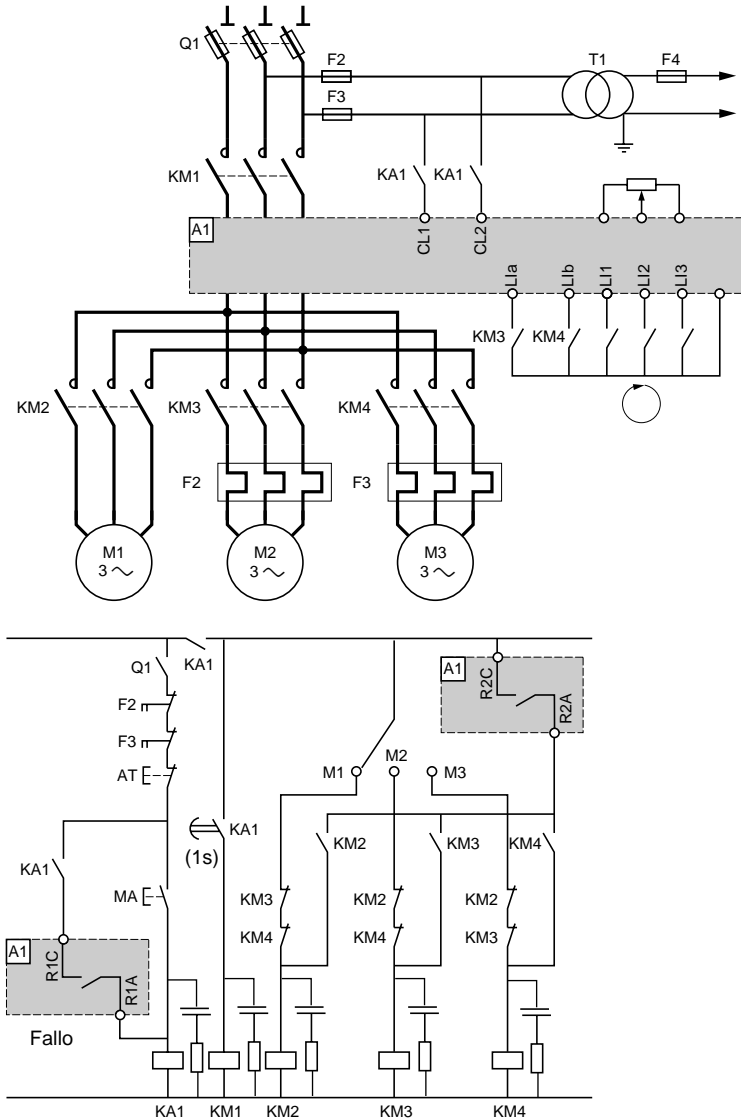 Q1
F2
F3
T1
F4
KM1
KA1
KA1
A1
CL1
CL2
LIa
LIb
LI1
LI2
LI3
KM3
KM4
KM2
KM3
KM4
F2
F3
M1
3
M2
3
M3
3
Q1
KA1
F2
F3
AT
A1
R2C
R2A
M1
M2
M3
KA1
(1s)
KM2
KM3
KM4
KA1
MA
KM3
KM4
KM2
KM4
KM2
KM3
A1
R1C
R1A
Fallo
KA1
KM1
KM2
KM3
KM4